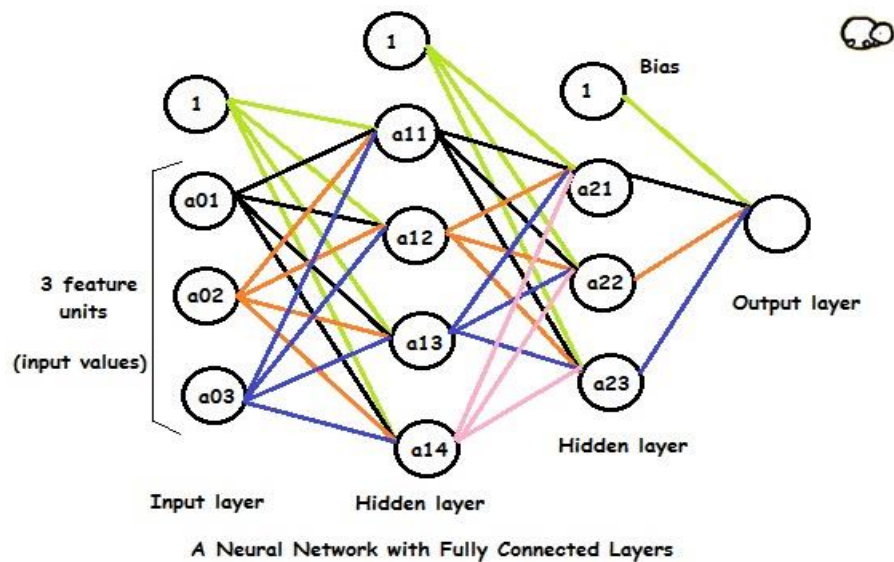 1
1
1
Bias
a11
a01
a21
a12
3 feature
units
(input values)
a02
a22
Output layer
a13
a03
a23
a14
Hidden layer
Input layer
Hidden layer
A Neural Network with Fully Connected Layers